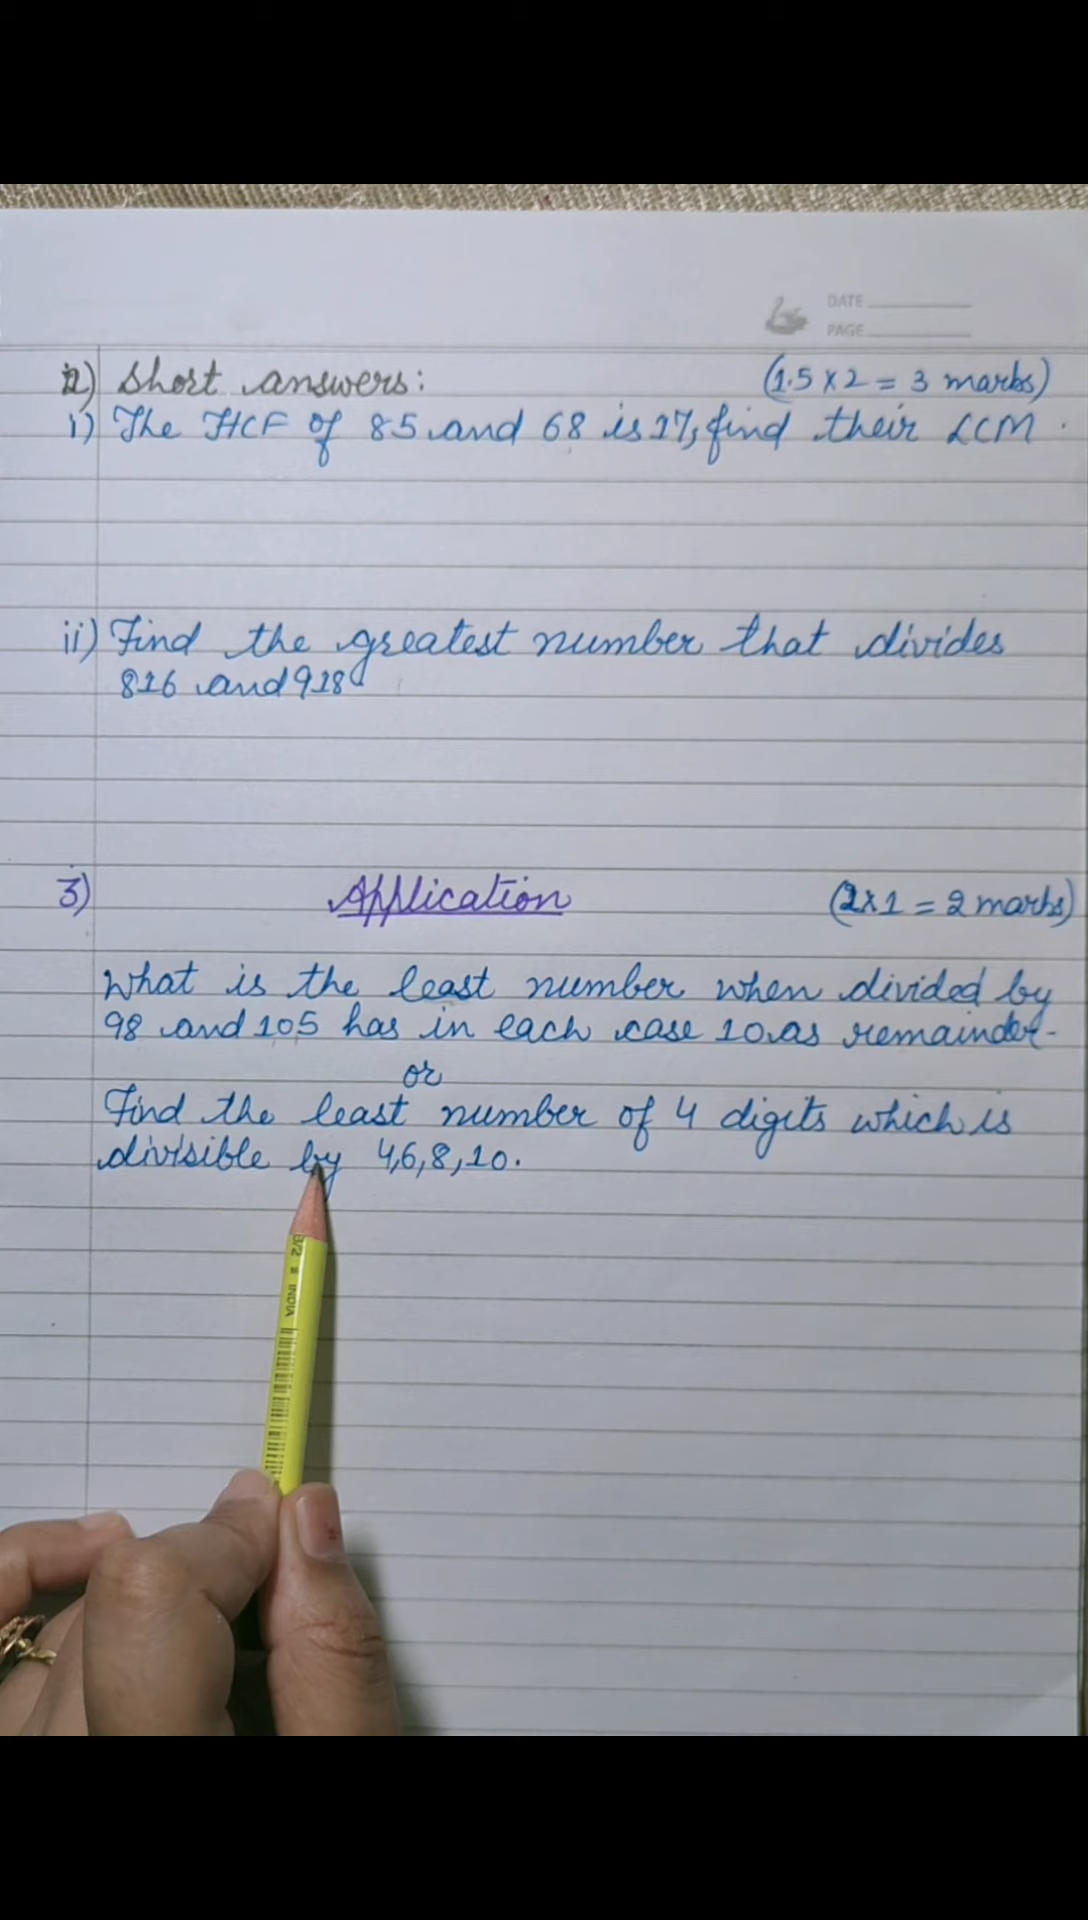 DATE
PAGE
2) Short answers: (1.5 x 2 = 3 marks)
i) The HCF of 85 and 68 is 17, find their LCM.
ii) Find the greatest number that divides
816 and 918
3) Application (2x1 = 2 marks)
What is the least number when divided by
98 and 105 has in each case 10 as remainder.
or
Find the least number of 4 digits which is
divisible by 4,6,8,10.
B/2 INDIA